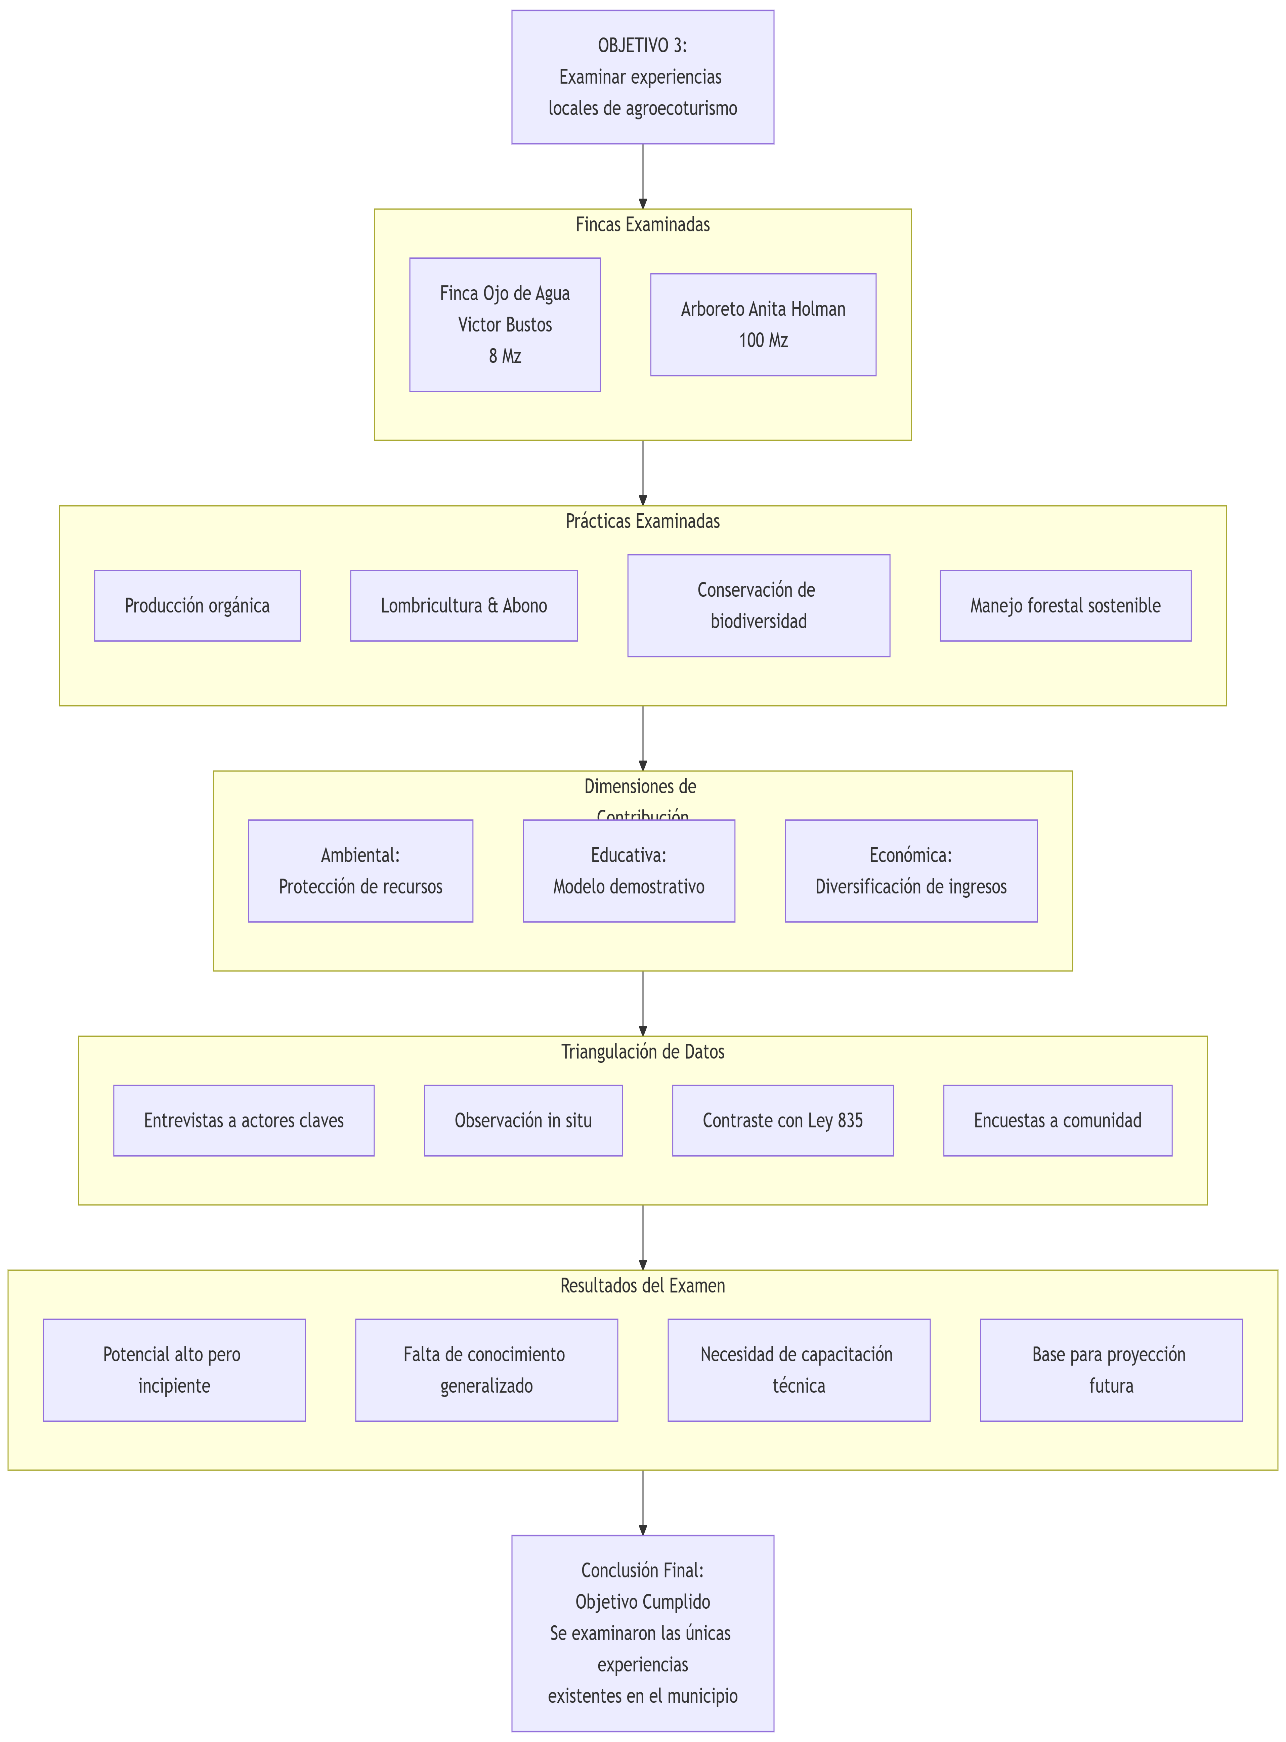 OBJETIVO 3:
Examinar experiencias
locales de agroecoturismo
Fincas Examinadas
Finca Ojo de Agua
Victor Bustos
8 Mz
Arboreto Anita Holman
100 Mz
Prácticas Examinadas
Producción orgánica
Lombricultura & Abono
Conservación de
biodiversidad
Manejo forestal sostenible
Dimensiones de
Contribución
Ambiental:
Protección de recursos
Educativa:
Modelo demostrativo
Económica:
Diversificación de ingresos
Triangulación de Datos
Entrevistas a actores claves
Observación in situ
Contraste con Ley 835
Encuestas a comunidad
Resultados del Examen
Potencial alto pero
incipiente
Falta de conocimiento
generalizado
Necesidad de capacitación
técnica
Base para proyección
futura
Conclusión Final:
Objetivo Cumplido
Se examinaron las únicas
experiencias
existentes en el municipio